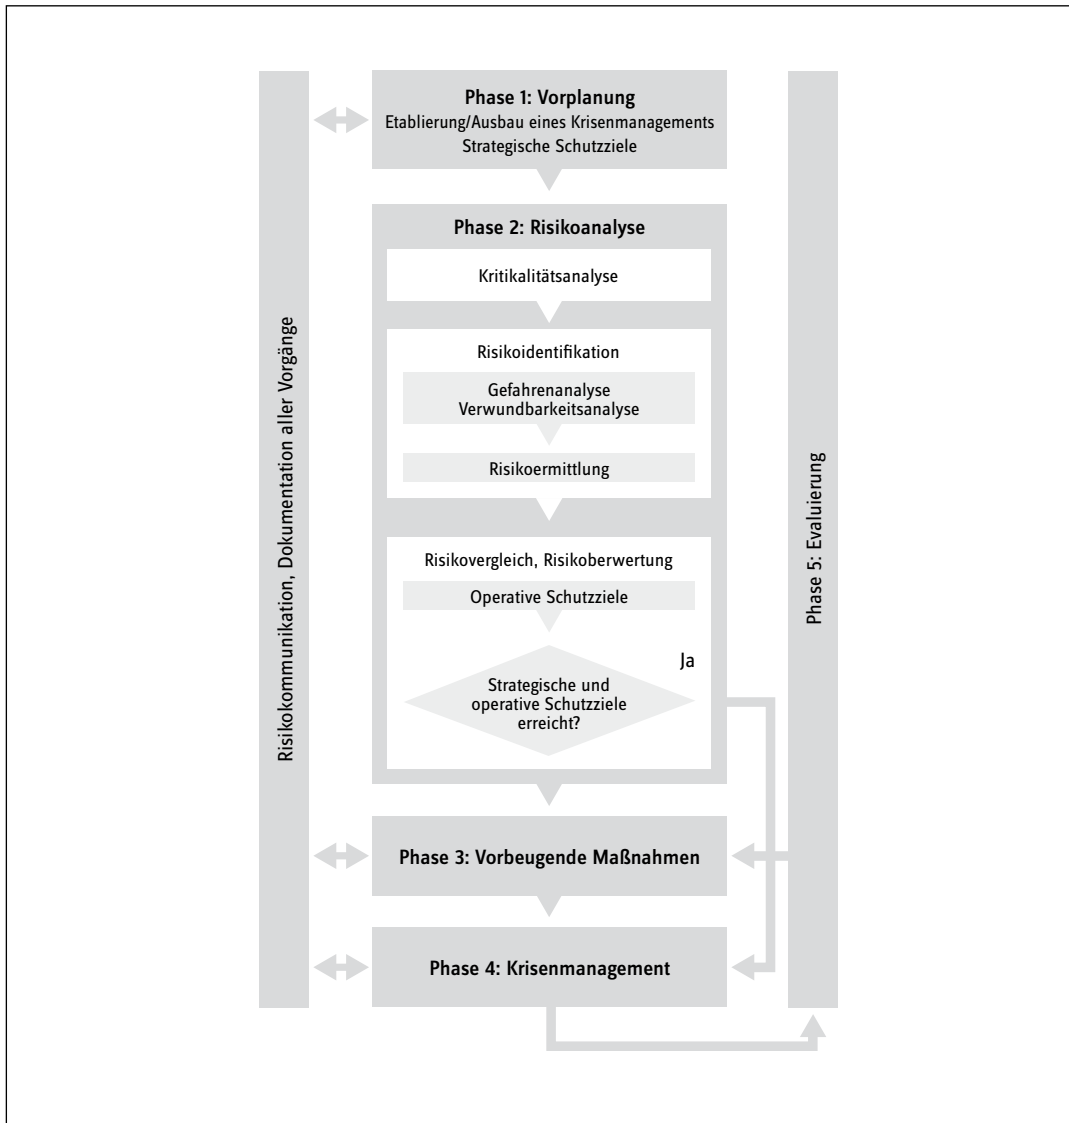 Phase 1: Vorplanung
Etablierung/Ausbau eines Krisenmanagements
Strategische Schutzziele
Phase 2: Risikoanalyse
Kritikalitätsanalyse
Risikoidentifikation
Gefahrenanalyse
Verwundbarkeitsanalyse
Risikoermittlung
Risikovergleich, Risikoberwertung
Operative Schutzziele
Ja
Strategische und
operative Schutzziele
erreicht?
Phase 3: Vorbeugende Maßnahmen
Phase 4: Krisenmanagement
Risikokommunikation, Dokumentation aller Vorgänge
Phase 5: Evaluierung